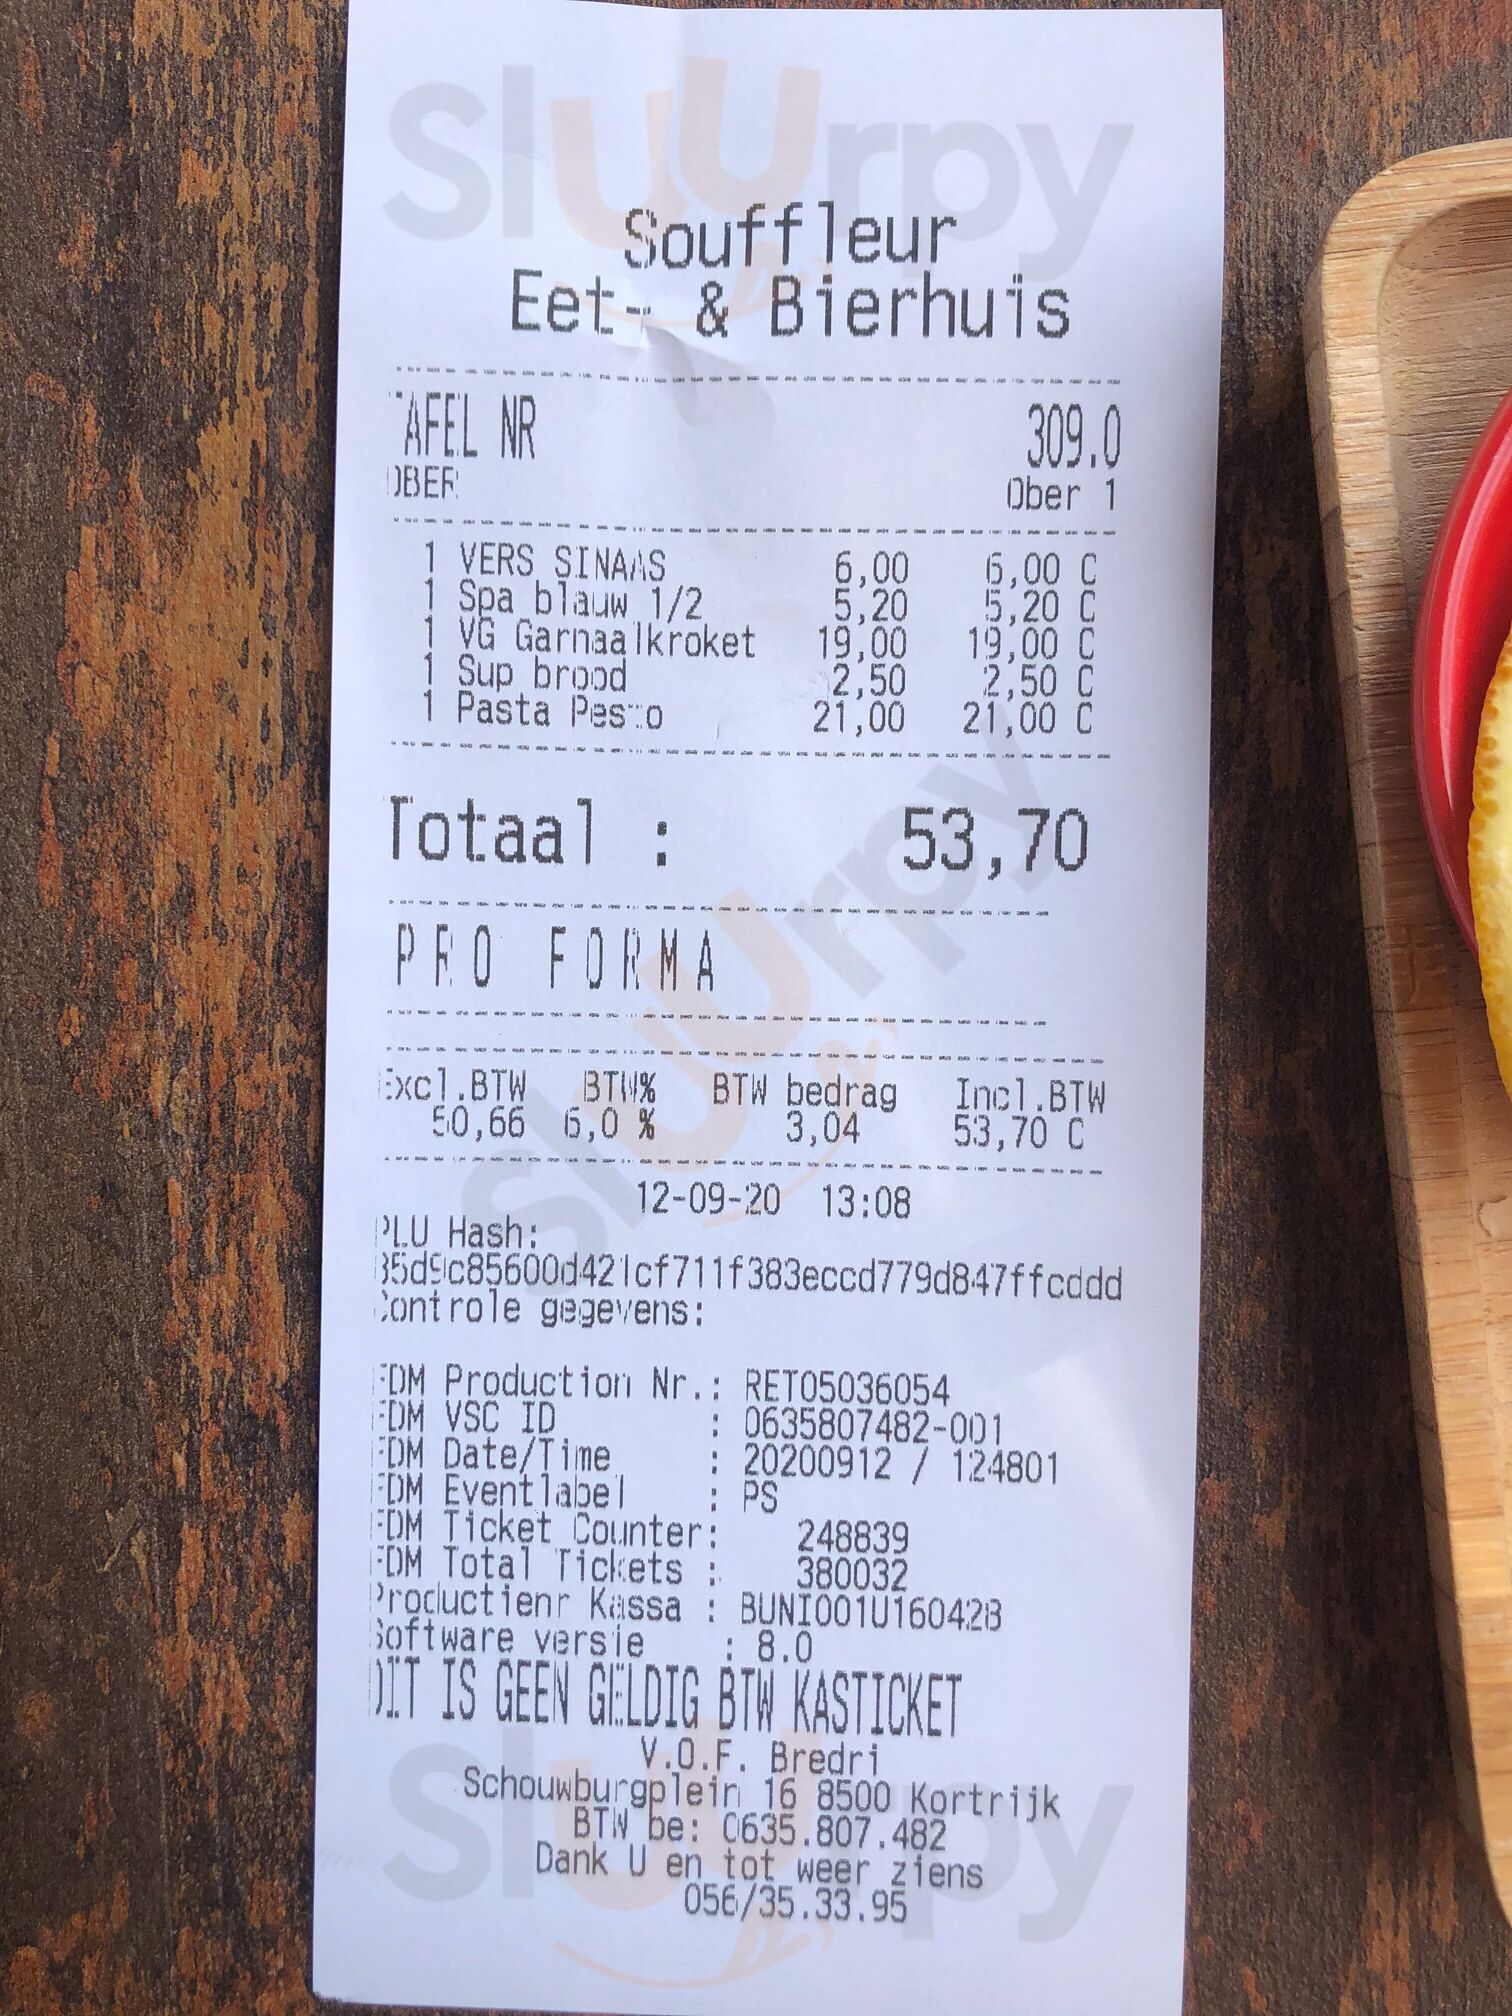 Sluurpy
Souffleur
Eet- & Bierhuis
TAFEL NR 309.0
OBER Ober 1
1 VERS SINAAS 6,00 6,00 C
1 Spa blauw 1/2 5,20 5,20 C
1 VG Garnaalkroket 19,00 19,00 C
1 Sup brood 2,50 2,50 C
1 Pasta Pesto 21,00 21,00 C
Totaal : 53,70
Sluurpy
PRO FORMA
Excl.BTW BTW% BTW bedrag Incl.BTW
50,66 6,0 % 3,04 53,70 C
12-09-20 13:08
PLU Hash:
35d9c85600d421cf711f383eccd779d847ffcddd
Controle gegevens:
FDM Production Nr.: RET05036054
FDM VSC ID : 0635807482-001
FDM Date/Time : 20200912 / 124801
FDM Eventlabel : PS
FDM Ticket Counter: 248839
FDM Total Tickets : 380032
Productienr Kassa : BUNI001U160428
Software versie : 8.0
DIT IS GEEN GELDIG BTW KASTICKET
V.O.F. Bredri
Schouwburgplein 16 8500 Kortrijk
BTW be: 0635.807.482
Dank U en tot weer ziens
056/35.33.95
Sluurpy